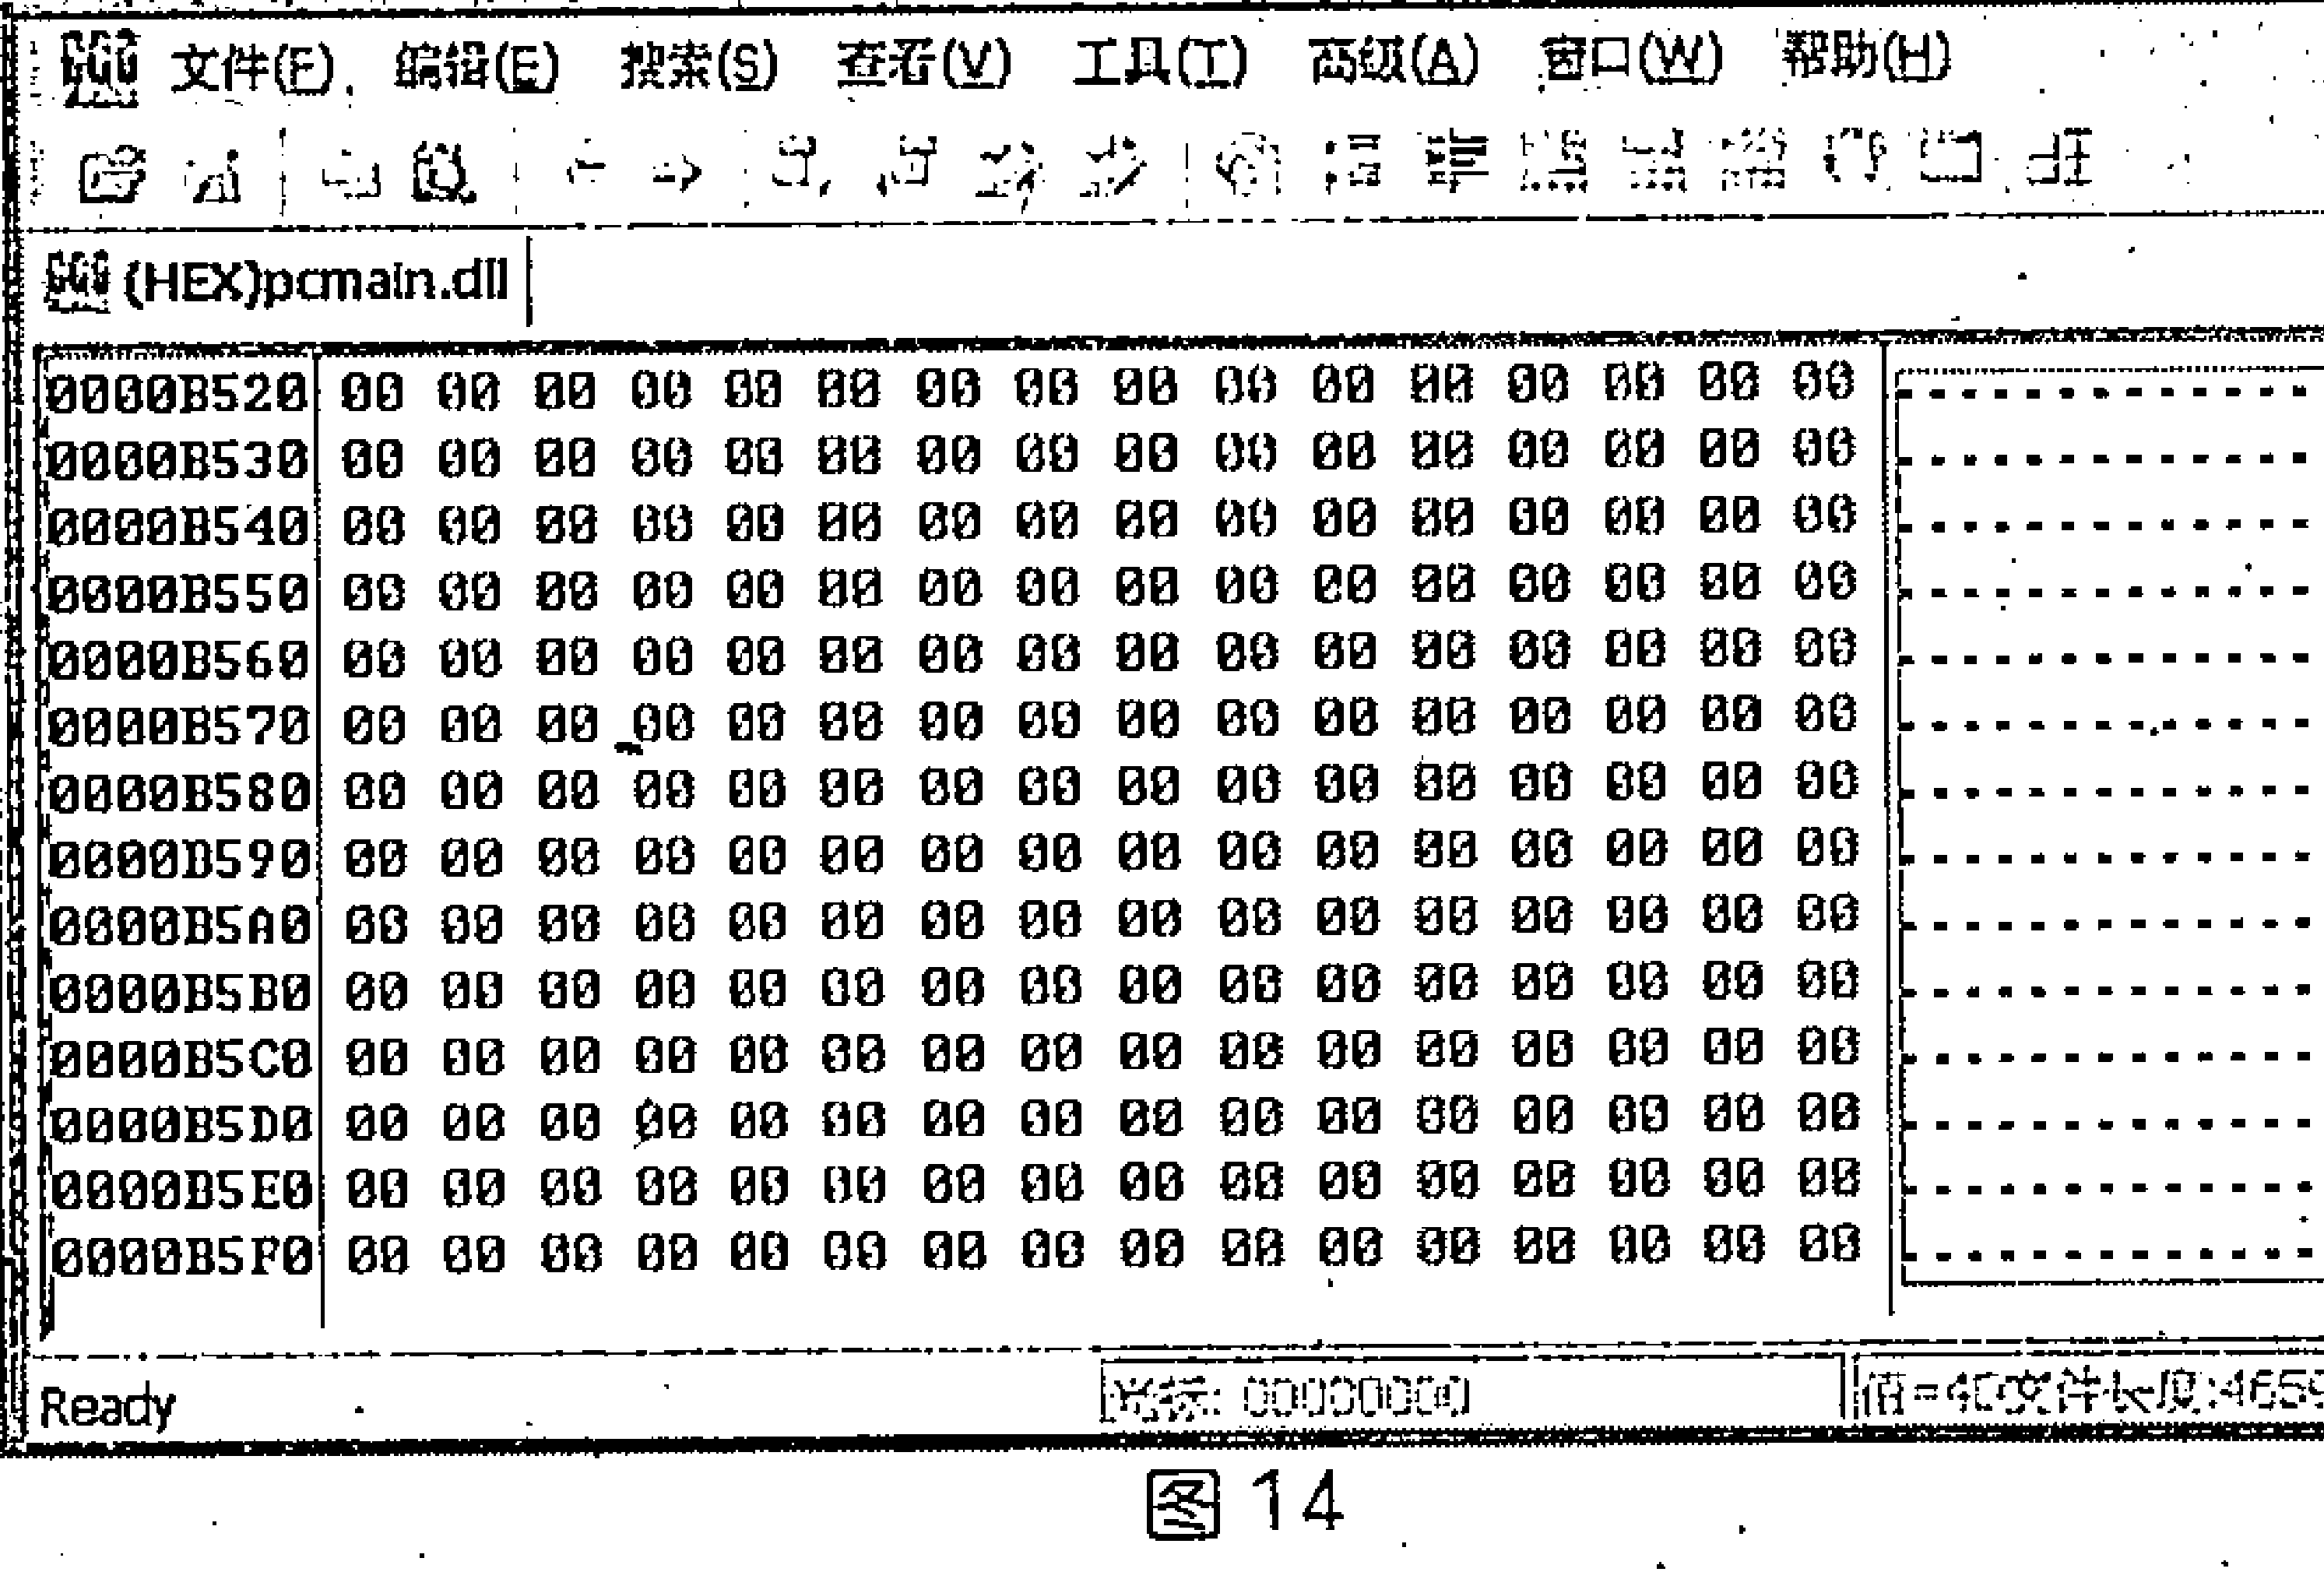 文件(F) 编辑(E) 搜索(S) 查看(V) 工具(T) 高级(A) 窗口(W) 帮助(H)
(HEX)pcmain.dll
0000B520 00 00 00 00 00 00 00 00 00 00 00 00 00 00 00 00 .............
0000B530 00 00 00 00 00 00 00 00 00 00 00 00 00 00 00 00 .............
0000B540 00 00 00 00 00 00 00 00 00 00 00 00 00 00 00 00 .............
0000B550 00 00 00 00 00 00 00 00 00 00 00 00 00 00 00 00 .............
0000B560 00 00 00 00 00 00 00 00 00 00 00 00 00 00 00 00 .............
0000B570 00 00 00 00 00 00 00 00 00 00 00 00 00 00 00 00 .............
0000B580 00 00 00 00 00 00 00 00 00 00 00 00 00 00 00 00 .............
0000B590 00 00 00 00 00 00 00 00 00 00 00 00 00 00 00 00 .............
0000B5A0 00 00 00 00 00 00 00 00 00 00 00 00 00 00 00 00 .............
0000B5B0 00 00 00 00 00 00 00 00 00 00 00 00 00 00 00 00 .............
0000B5C0 00 00 00 00 00 00 00 00 00 00 00 00 00 00 00 00 .............
0000B5D0 00 00 00 00 00 00 00 00 00 00 00 00 00 00 00 00 .............
0000B5E0 00 00 00 00 00 00 00 00 00 00 00 00 00 00 00 00 .............
0000B5F0 00 00 00 00 00 00 00 00 00 00 00 00 00 00 00 00 .............
Ready 光标: 00000000 值=4D文件长度:4659
图 14